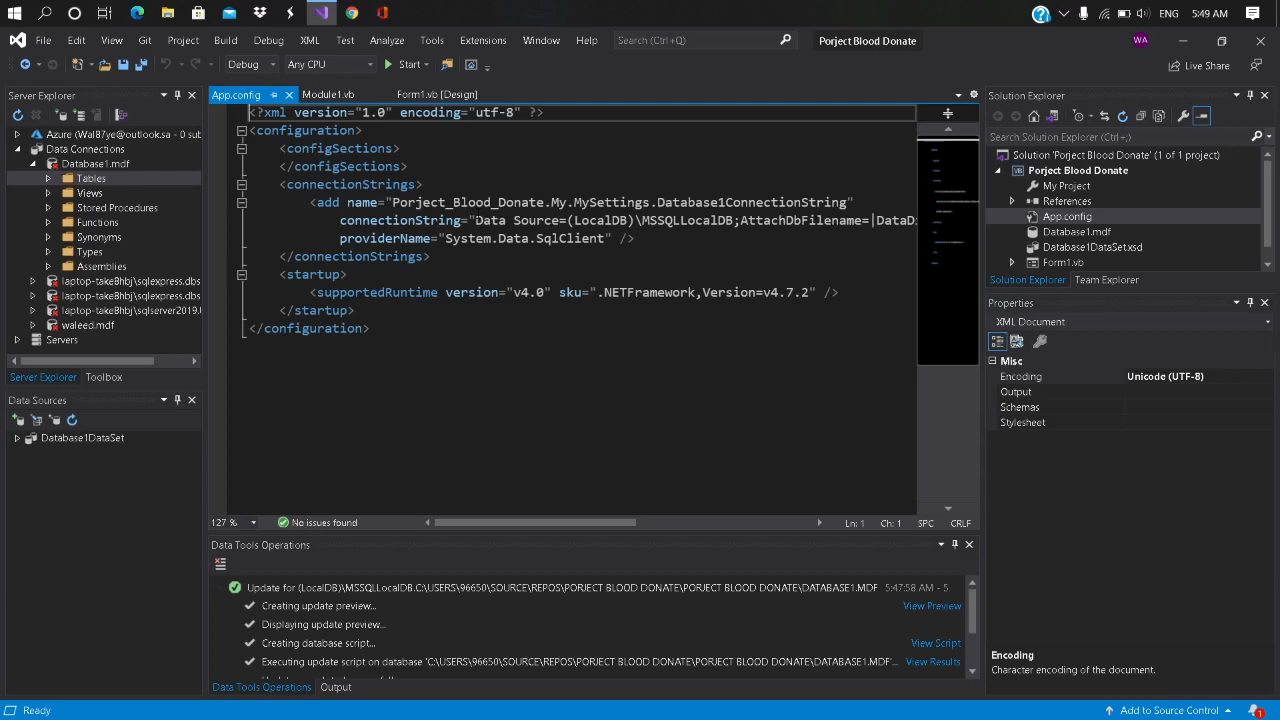 ENG
5:49 AM
File Edit View Git Project Build Debug XML Test Analyze Tools Extensions Window Help Search (Ctrl+Q) Porject Blood Donate WA
Debug Any CPU Start Live Share
Server Explorer
Azure (Wal87ye@outlook.sa - 0 sub
Data Connections
Database1.mdf
Tables
Views
Stored Procedures
Functions
Synonyms
Types
Assemblies
laptop-take8hbj\sqlexpress.Data
laptop-take8hbj\sqlexpress.Data
laptop-take8hbj\sqlserver2019.
waleed.mdf
Servers
Server Explorer Toolbox
Data Sources
Database1DataSet
App.config Module1.vb Form1.vb [Design]
<?xml version="1.0" encoding="utf-8" ?>
<configuration>
<configSections>
</configSections>
<connectionStrings>
<add name="Porject_Blood_Donate.My.MySettings.Database1ConnectionString"
connectionString="Data Source=(LocalDB)\MSSQLLocalDB;AttachDbFilename=|DataDi
providerName="System.Data.SqlClient" />
</connectionStrings>
<startup>
<supportedRuntime version="v4.0" sku=".NETFramework,Version=v4.7.2" />
</startup>
</configuration>
127 % No issues found Ln: 1 Ch: 1 SPC CRLF
Data Tools Operations
Update for (LocalDB)\MSSQLLocalDB.C:\USERS\96650\SOURCE\REPOS\PORJECT BLOOD DONATE\PORJECT BLOOD DONATE\DATABASE1.MDF 5:47:58 AM - 5:
Creating update preview... View Preview
Displaying update preview...
Creating database script... View Script
Executing update script on database 'C:\USERS\96650\SOURCE\REPOS\PORJECT BLOOD DONATE\PORJECT BLOOD DONATE\DATABASE1.MDF'... View Results
Data Tools Operations Output
Solution Explorer
Search Solution Explorer (Ctrl+;)
Solution 'Porject Blood Donate' (1 of 1 project)
Porject Blood Donate
My Project
References
App.config
Database1.mdf
Database1DataSet.xsd
Form1.vb
Solution Explorer Team Explorer
Properties
XML Document
Misc
Encoding Unicode (UTF-8)
Output
Schemas
Stylesheet
Encoding
Character encoding of the document.
Ready Add to Source Control 1